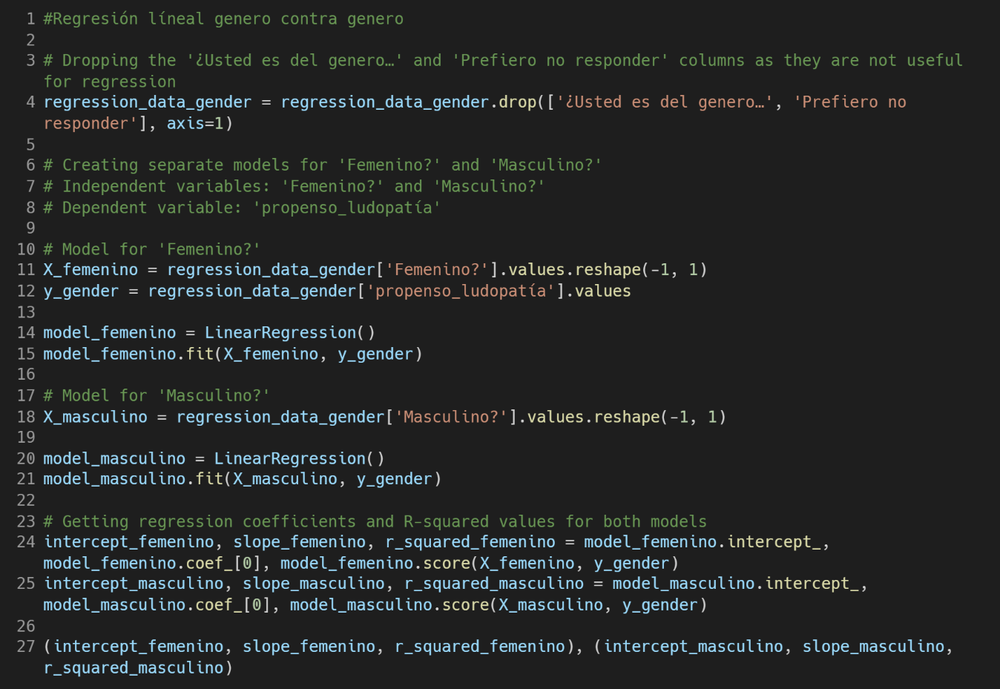 1 #Regresión líneal genero contra genero
2
3 # Dropping the '¿Usted es del genero…' and 'Prefiero no responder' columns as they are not useful
for regression
4 regression_data_gender = regression_data_gender.drop(['¿Usted es del genero…', 'Prefiero no
responder'], axis=1)
5
6 # Creating separate models for 'Femenino?' and 'Masculino?'
7 # Independent variables: 'Femenino?' and 'Masculino?'
8 # Dependent variable: 'propenso_ludopatía'
9
10 # Model for 'Femenino?'
11 X_femenino = regression_data_gender['Femenino?'].values.reshape(-1, 1)
12 y_gender = regression_data_gender['propenso_ludopatía'].values
13
14 model_femenino = LinearRegression()
15 model_femenino.fit(X_femenino, y_gender)
16
17 # Model for 'Masculino?'
18 X_masculino = regression_data_gender['Masculino?'].values.reshape(-1, 1)
19
20 model_masculino = LinearRegression()
21 model_masculino.fit(X_masculino, y_gender)
22
23 # Getting regression coefficients and R-squared values for both models
24 intercept_femenino, slope_femenino, r_squared_femenino = model_femenino.intercept_,
model_femenino.coef_[0], model_femenino.score(X_femenino, y_gender)
25 intercept_masculino, slope_masculino, r_squared_masculino = model_masculino.intercept_,
model_masculino.coef_[0], model_masculino.score(X_masculino, y_gender)
26
27 (intercept_femenino, slope_femenino, r_squared_femenino), (intercept_masculino, slope_masculino,
r_squared_masculino)